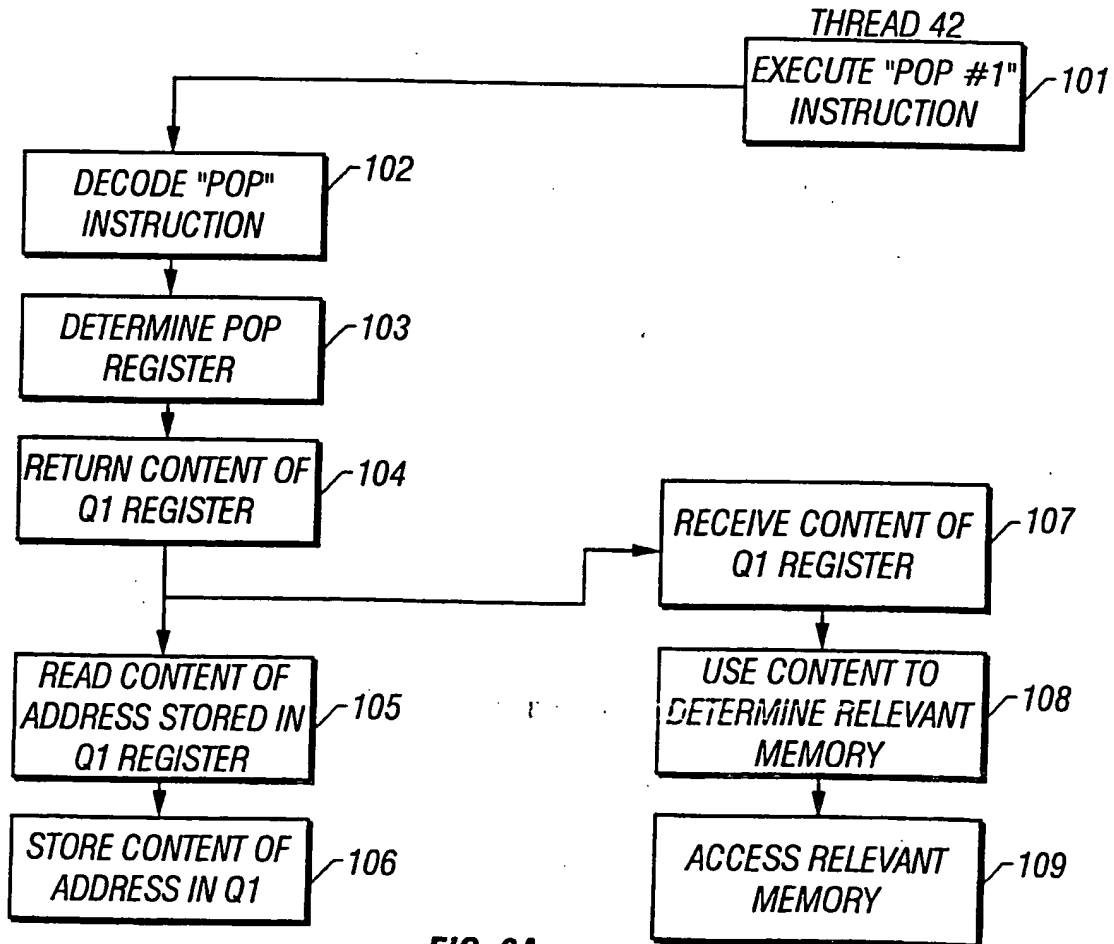 THREAD 42
EXECUTE "POP #1"
INSTRUCTION
101
DECODE "POP"
INSTRUCTION
102
DETERMINE POP
REGISTER
103
RETURN CONTENT OF
Q1 REGISTER
104
READ CONTENT OF
ADDRESS STORED IN
Q1 REGISTER
105
STORE CONTENT OF
ADDRESS IN Q1
106
RECEIVE CONTENT OF
Q1 REGISTER
107
USE CONTENT TO
DETERMINE RELEVANT
MEMORY
108
ACCESS RELEVANT
MEMORY
109